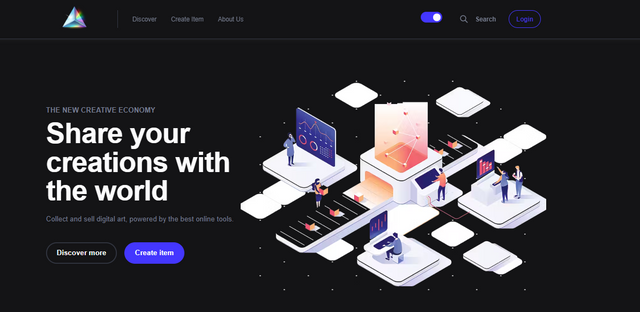 Discover
Create Item
About Us
Search
Login
THE NEW CREATIVE ECONOMY
Share your
creations with
the world
Collect and sell digital art, powered by the best online tools.
Discover more
Create item